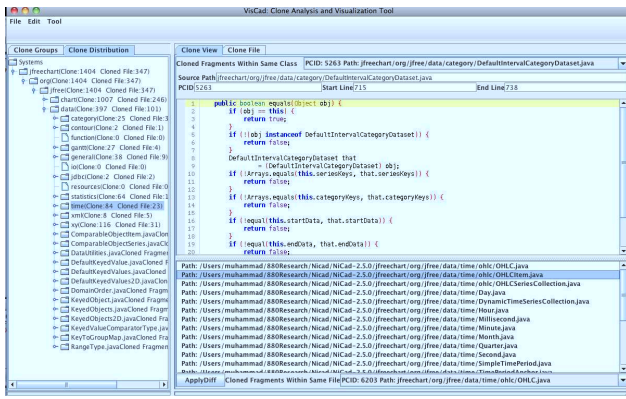 VisCad: Clone Analysis and Visualization Tool
File Edit Tool
Clone Groups Clone Distribution
Systems
jfreechart(Clone:1404 Cloned File:347)
org(Clone:1404 Cloned File:347)
jfree(Clone:1404 Cloned File:347)
chart(Clone:1007 Cloned File:246)
data(Clone:397 Cloned File:101)
category(Clone:25 Cloned File:3
contour(Clone:2 Cloned File:1)
function(Clone:0 Cloned File:0)
gantt(Clone:27 Cloned File:4)
general(Clone:38 Cloned File:9)
io(Clone:0 Cloned File:0)
jdbc(Clone:2 Cloned File:2)
resources(Clone:0 Cloned File:0
statistics(Clone:64 Cloned File:1
time(Clone:84 Cloned File:23)
xml(Clone:8 Cloned File:5)
xy(Clone:116 Cloned File:31)
ComparableObjectItem.javaClon
ComparableObjectSeries.javaClo
DataUtilities.javaCloned Fragme
DefaultKeyedValue.javaCloned F
DefaultKeyedValues.javaCloned
DefaultKeyedValues2D.javaClon
DomainOrder.javaCloned Fragm
KeyedObject.javaCloned Fragme
KeyedObjects.javaCloned Fragm
KeyedObjects2D.javaCloned Fra
KeyedValueComparatorType.jav
KeyToGroupMap.javaCloned Fra
RangeType.javaCloned Fragmen
Clone View Clone File
Cloned Fragments Within Same Class PCID: 5263 Path: jfreechart/org/jfree/data/category/DefaultIntervalCategoryDataset.java
Source Path jfreechart/org/jfree/data/category/DefaultIntervalCategoryDataset.java
PCID 5263 Start Line 715 End Line 738
1 public boolean equals(Object obj) {
2 if (obj == this) {
3 return true;
4 }
5 if (!(obj instanceof DefaultIntervalCategoryDataset)) {
6 return false;
7 }
8 DefaultIntervalCategoryDataset that
9 = (DefaultIntervalCategoryDataset) obj;
10 if (!Arrays.equals(this.seriesKeys, that.seriesKeys)) {
11 return false;
12 }
13 if (!Arrays.equals(this.categoryKeys, that.categoryKeys)) {
14 return false;
15 }
16 if (!equal(this.startData, that.startData)) {
17 return false;
18 }
19 if (!equal(this.endData, that.endData)) {
20 return false;
Path: /Users/muhammad/880Research/Nicad/NiCad-2.5.0/jfreechart/org/jfree/data/time/ohlc/OHLC.java
Path: /Users/muhammad/880Research/Nicad/NiCad-2.5.0/jfreechart/org/jfree/data/time/ohlc/OHLCItem.java
Path: /Users/muhammad/880Research/Nicad/NiCad-2.5.0/jfreechart/org/jfree/data/time/ohlc/OHLCSeriesCollection.java
Path: /Users/muhammad/880Research/Nicad/NiCad-2.5.0/jfreechart/org/jfree/data/time/Day.java
Path: /Users/muhammad/880Research/Nicad/NiCad-2.5.0/jfreechart/org/jfree/data/time/DynamicTimeSeriesCollection.java
Path: /Users/muhammad/880Research/Nicad/NiCad-2.5.0/jfreechart/org/jfree/data/time/Hour.java
Path: /Users/muhammad/880Research/Nicad/NiCad-2.5.0/jfreechart/org/jfree/data/time/Millisecond.java
Path: /Users/muhammad/880Research/Nicad/NiCad-2.5.0/jfreechart/org/jfree/data/time/Minute.java
Path: /Users/muhammad/880Research/Nicad/NiCad-2.5.0/jfreechart/org/jfree/data/time/Month.java
Path: /Users/muhammad/880Research/Nicad/NiCad-2.5.0/jfreechart/org/jfree/data/time/Quarter.java
Path: /Users/muhammad/880Research/Nicad/NiCad-2.5.0/jfreechart/org/jfree/data/time/Second.java
Path: /Users/muhammad/880Research/Nicad/NiCad-2.5.0/jfreechart/org/jfree/data/time/SimpleTimePeriod.java
Path: /Users/muhammad/880Research/Nicad/NiCad-2.5.0/jfreechart/org/jfree/data/time/TimePeriodAnchor.java
ApplyDiff Cloned Fragments Within Same File PCID: 6203 Path: jfreechart/org/jfree/data/time/ohlc/OHLC.java